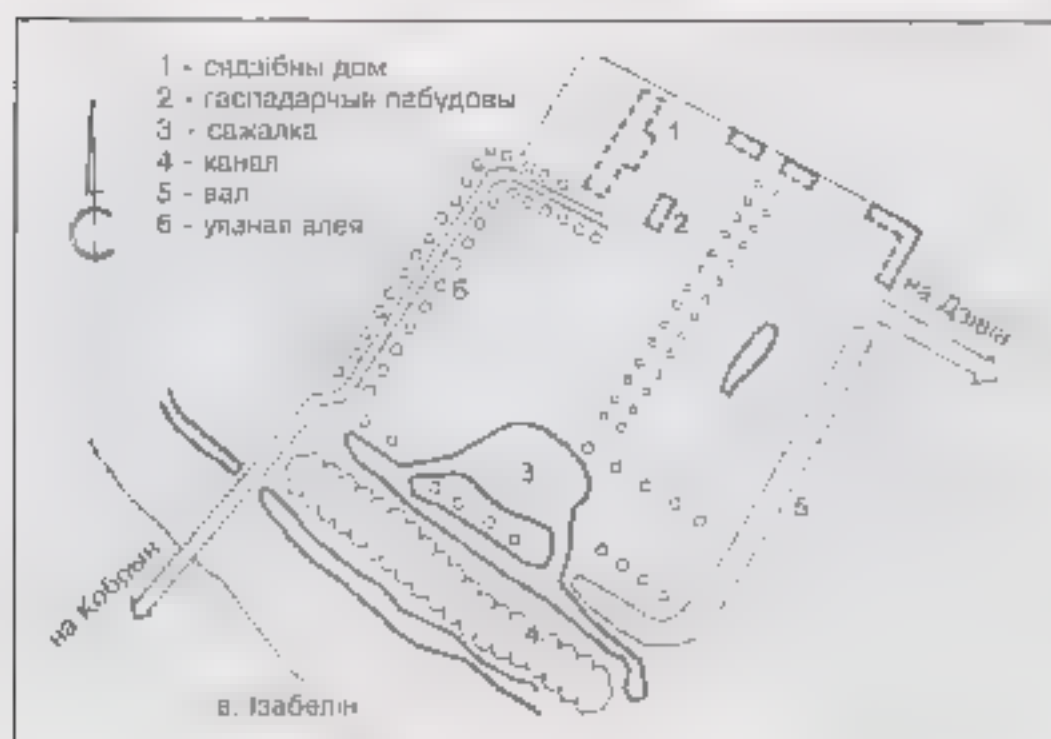 1 - сядзібны дом
2 - гаспадарчыя пабудовы
3 - сажалка
4 - канал
5 - вал
6 - уязная алея
1
2
6
на Дзівін
3
5
4
на Кобрын
в. Ізабелін